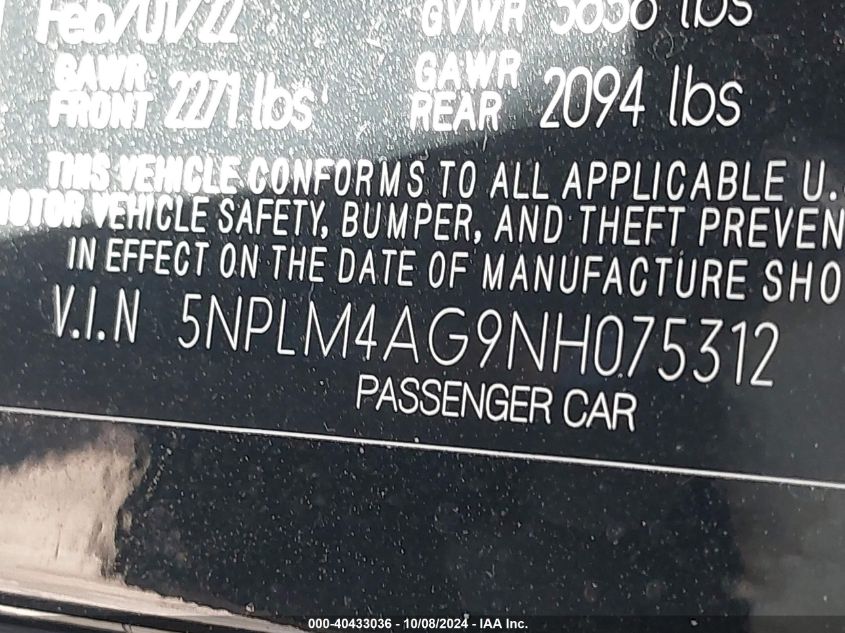 Feb/01/22 GVWR 3638 lbs
GAWR FRONT 2271 lbs GAWR REAR 2094 lbs
THIS VEHICLE CONFORMS TO ALL APPLICABLE U.
MOTOR VEHICLE SAFETY, BUMPER, AND THEFT PREVEN
IN EFFECT ON THE DATE OF MANUFACTURE SHO
V.I.N 5NPLM4AG9NH075312
PASSENGER CAR
000-40433036 - 10/08/2024 - IAA Inc.